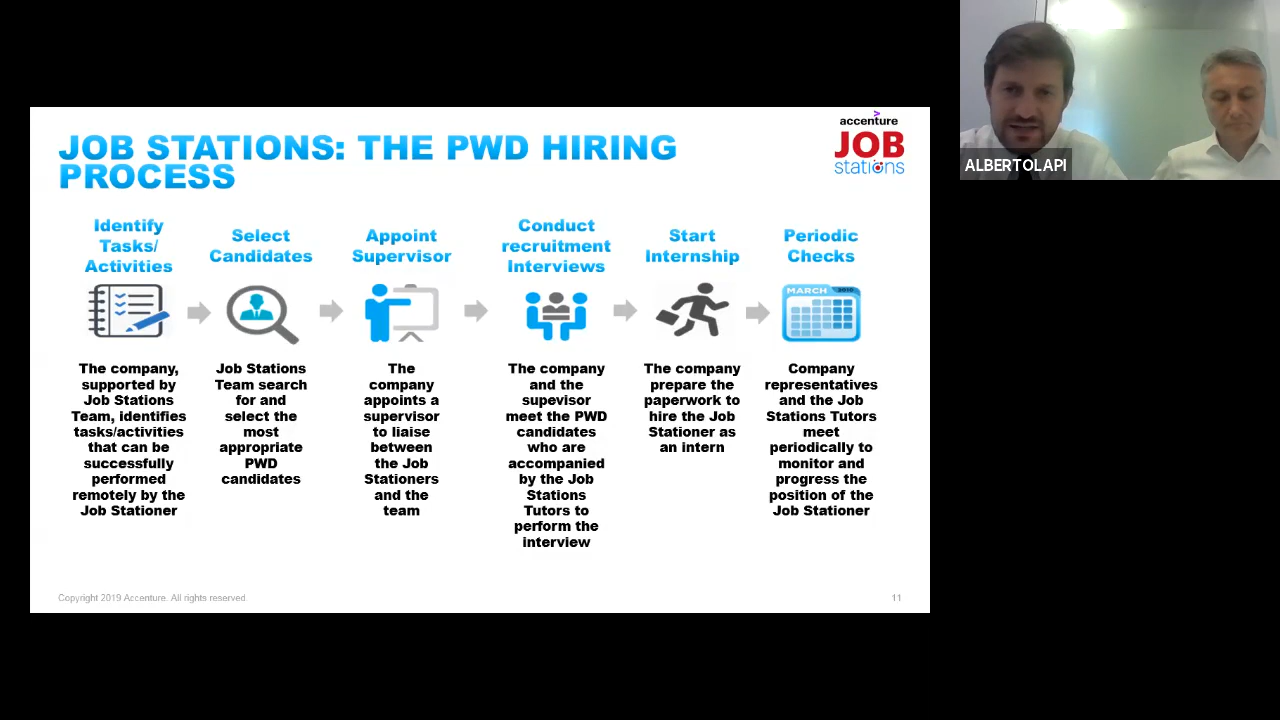 JOB STATIONS: THE PWD HIRING
PROCESS
accenture
JOB
stations
ALBERTOLAPI
Identify
Tasks/
Activities
The company,
supported by
Job Stations
Team, identifies
tasks/activities
that can be
successfully
performed
remotely by the
Job Stationer
Select
Candidates
Job Stations
Team search
for and
select the
most
appropriate
PWD
candidates
Appoint
Supervisor
The
company
appoints a
supervisor
to liaise
between
the Job
Stationers
and the
team
Conduct
recruitment
Interviews
The company
and the
supevisor
meet the PWD
candidates
who are
accompanied
by the Job
Stations
Tutors to
perform the
interview
Start
Internship
The company
prepare the
paperwork to
hire the Job
Stationer as
an intern
Periodic
Checks
MARCH
Company
representatives
and the Job
Stations Tutors
meet
periodically to
monitor and
progress the
position of the
Job Stationer
Copyright 2019 Accenture. All rights reserved.
11